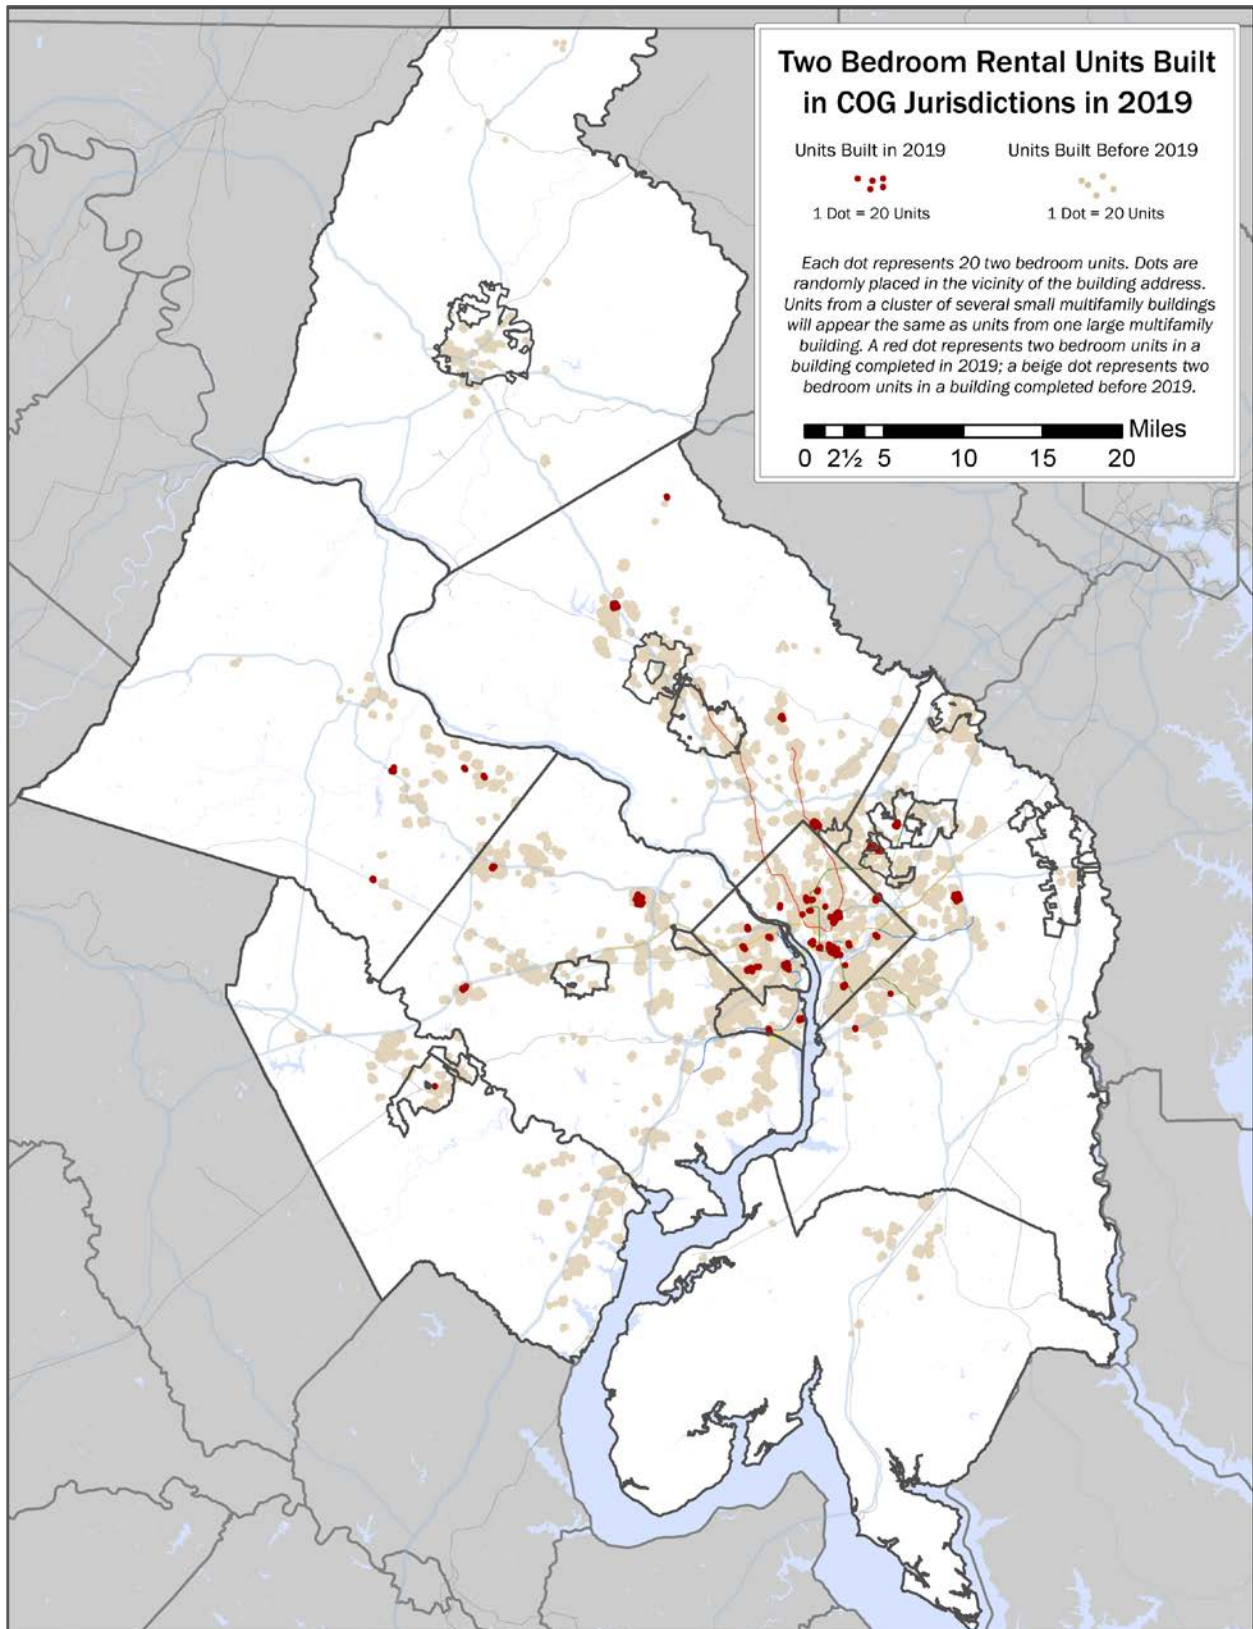 Two Bedroom Rental Units Built
in COG Jurisdictions in 2019
Units Built in 2019 Units Built Before 2019
1 Dot = 20 Units 1 Dot = 20 Units
Each dot represents 20 two bedroom units. Dots are
randomly placed in the vicinity of the building address.
Units from a cluster of several small multifamily buildings
will appear the same as units from one large multifamily
building. A red dot represents two bedroom units in a
building completed in 2019; a beige dot represents two
bedroom units in a building completed before 2019.
Miles
0 2½ 5 10 15 20